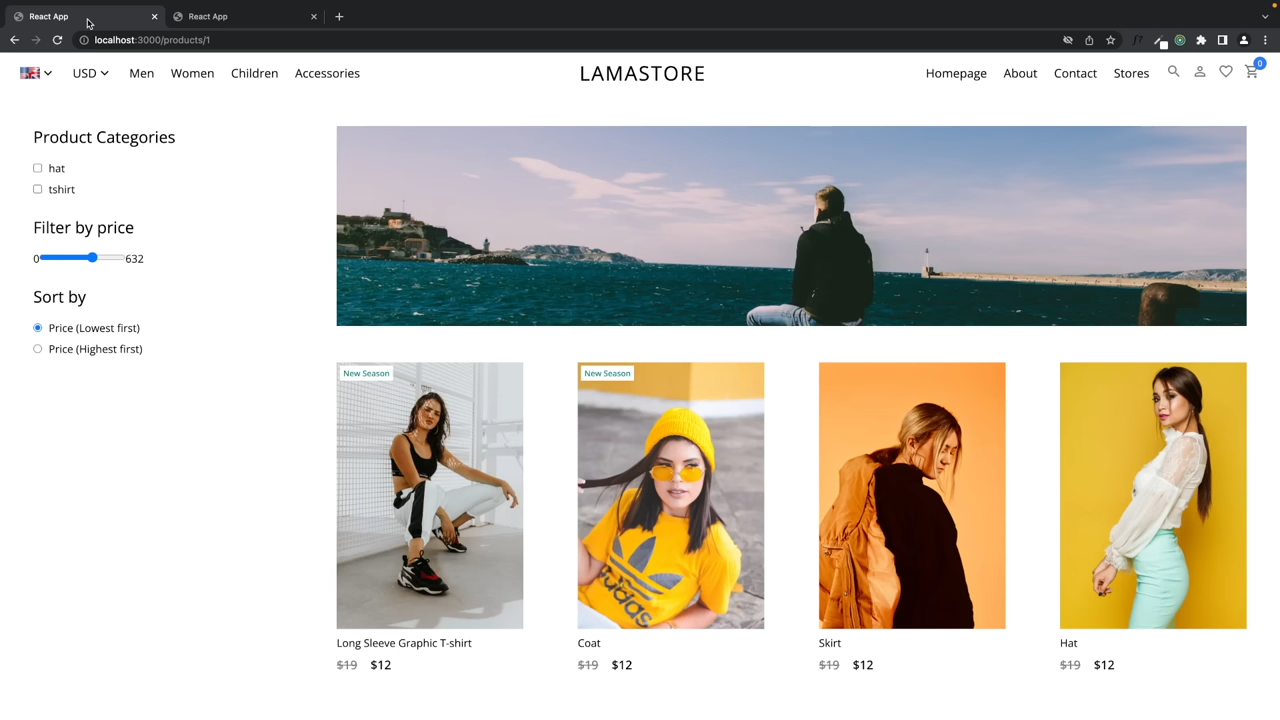 React App
React App
localhost:3000/products/1
USD Men Women Children Accessories
LAMASTORE
Homepage About Contact Stores
0
Product Categories
hat
tshirt
Filter by price
0 632
Sort by
Price (Lowest first)
Price (Highest first)
New Season
New Season
adidas
Long Sleeve Graphic T-shirt
$19 $12
Coat
$19 $12
Skirt
$19 $12
Hat
$19 $12